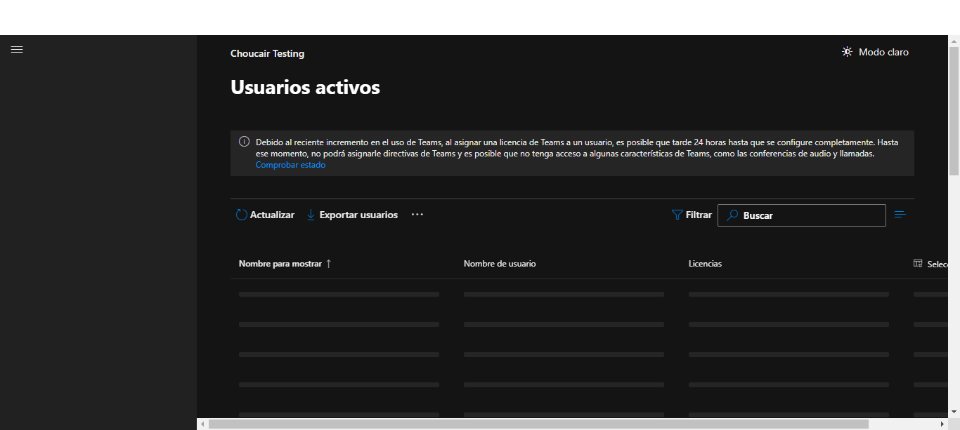 Choucair Testing
Modo claro
Usuarios activos
Debido al reciente incremento en el uso de Teams, al asignar una licencia de Teams a un usuario, es posible que tarde 24 horas hasta que se configure completamente. Hasta
ese momento, no podrá asignarle directivas de Teams y es posible que no tenga acceso a algunas características de Teams, como las conferencias de audio y llamadas.
Comprobar estado
Actualizar Exportar usuarios ··· Filtrar Buscar
Nombre para mostrar ↑ Nombre de usuario Licencias Selec